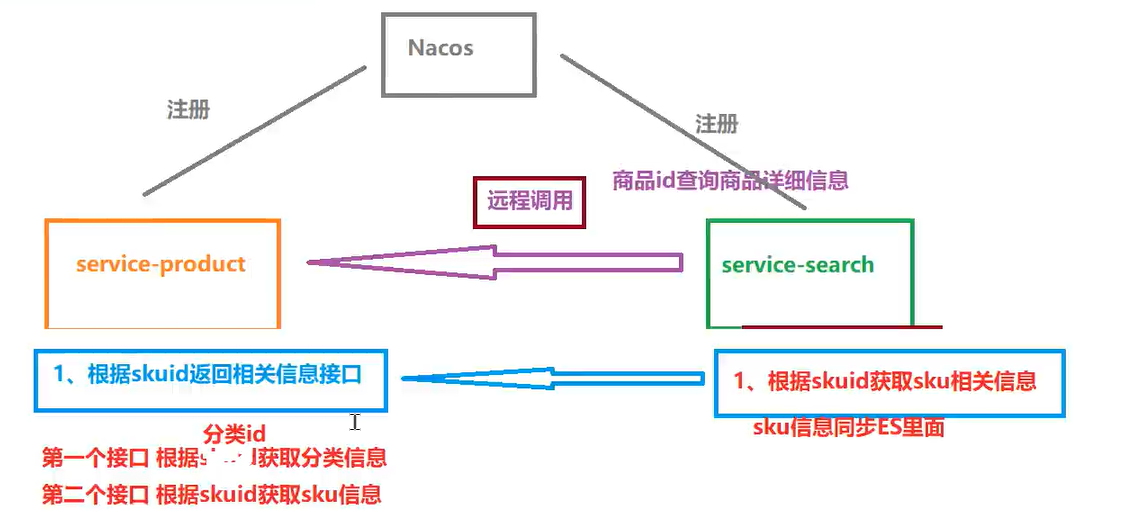 Nacos
注册
注册
商品id查询商品详细信息
远程调用
service-product
service-search
1、根据skuid返回相关信息接口
1、根据skuid获取sku相关信息
sku信息同步ES里面
分类id
第一个接口 根据 获取分类信息
第二个接口 根据skuid获取sku信息